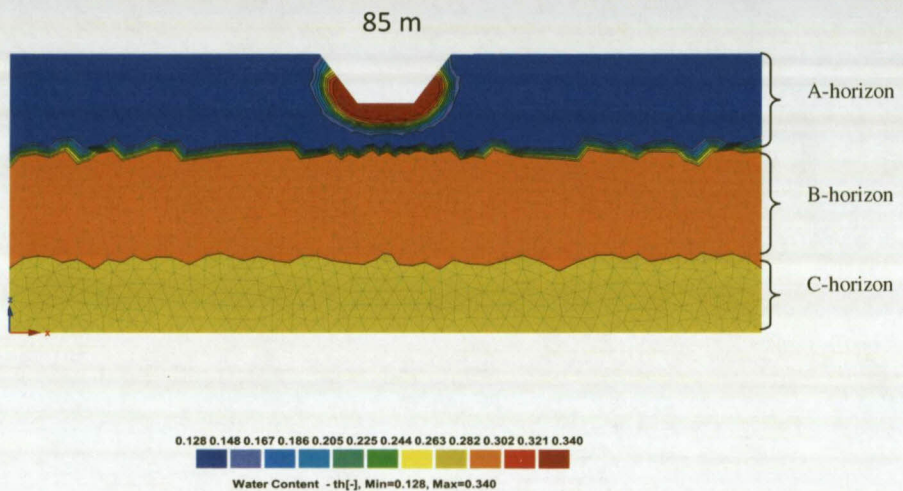 85 m
A-horizon
B-horizon
C-horizon
z
x
0.128 0.148 0.167 0.186 0.205 0.225 0.244 0.263 0.282 0.302 0.321 0.340
Water Content - th[-], Min=0.128, Max=0.340